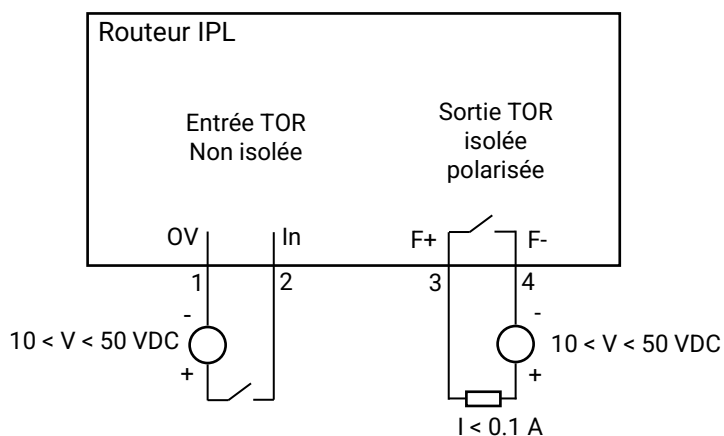 Routeur IPL
Entrée TOR
Non isolée
Sortie TOR
isolée
polarisée
OV
In
F+
F-
1
2
3
4
-
10 < V < 50 VDC
+
-
10 < V < 50 VDC
+
I < 0.1 A